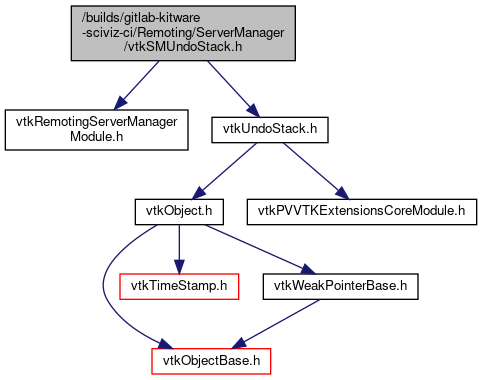 /builds/gitlab-kitware
-sciviz-ci/Remoting/ServerManager
/vtkSMUndoStack.h
vtkRemotingServerManager
Module.h
vtkUndoStack.h
vtkObject.h
vtkPVVTKExtensionsCoreModule.h
vtkTimeStamp.h
vtkWeakPointerBase.h
vtkObjectBase.h